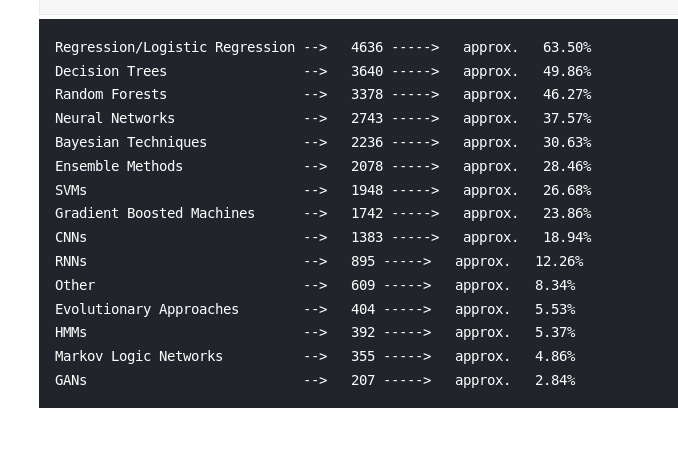 Regression/Logistic Regression -->   4636 ----->   approx.   63.50%
Decision Trees                 -->   3640 ----->   approx.   49.86%
Random Forests                 -->   3378 ----->   approx.   46.27%
Neural Networks                -->   2743 ----->   approx.   37.57%
Bayesian Techniques            -->   2236 ----->   approx.   30.63%
Ensemble Methods               -->   2078 ----->   approx.   28.46%
SVMs                           -->   1948 ----->   approx.   26.68%
Gradient Boosted Machines      -->   1742 ----->   approx.   23.86%
CNNs                           -->   1383 ----->   approx.   18.94%
RNNs                           -->   895 ----->   approx.   12.26%
Other                          -->   609 ----->   approx.   8.34%
Evolutionary Approaches        -->   404 ----->   approx.   5.53%
HMMs                           -->   392 ----->   approx.   5.37%
Markov Logic Networks          -->   355 ----->   approx.   4.86%
GANs                           -->   207 ----->   approx.   2.84%